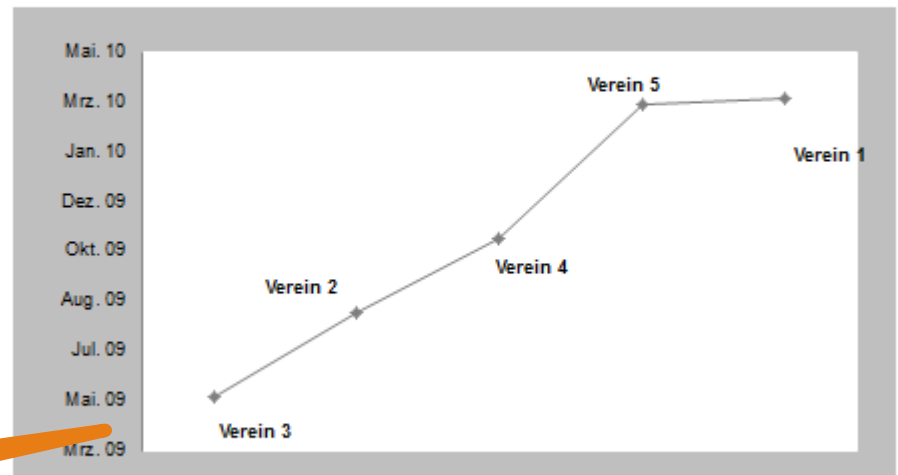 Mai. 10
Verein 5
Mrz. 10
Jan. 10
Verein 1
Dez. 09
Okt. 09
Verein 4
Verein 2
Aug. 09
Jul. 09
Mai. 09
Verein 3
Mrz. 09